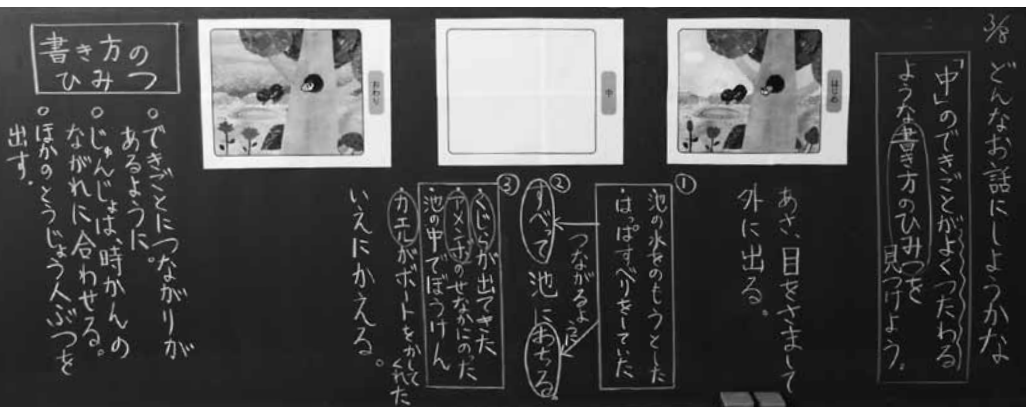 3/8
どんなお話にしようかな
「中」のできごとがよくつたわる
ような書き方のひみつを
見つけよう。
はじめ
あさ、目をさまして
外に出る。
中
①
・池の水をのもうとした
・はっぱすべりをしていた
つながるように
②
すべって池におちる。
③
・くじらが出てきた
・アメンボのせなかにのった
・池の中でぼうけん
・カエルがボートをかしてくれた
おわり
いえにかえる。
書き方の
ひみつ
○できごとにつながりが
あるように。
○じゅんじょは、時かんの
ながれに合わせる。
○ほかのとうじょう人ぶつを
出す。